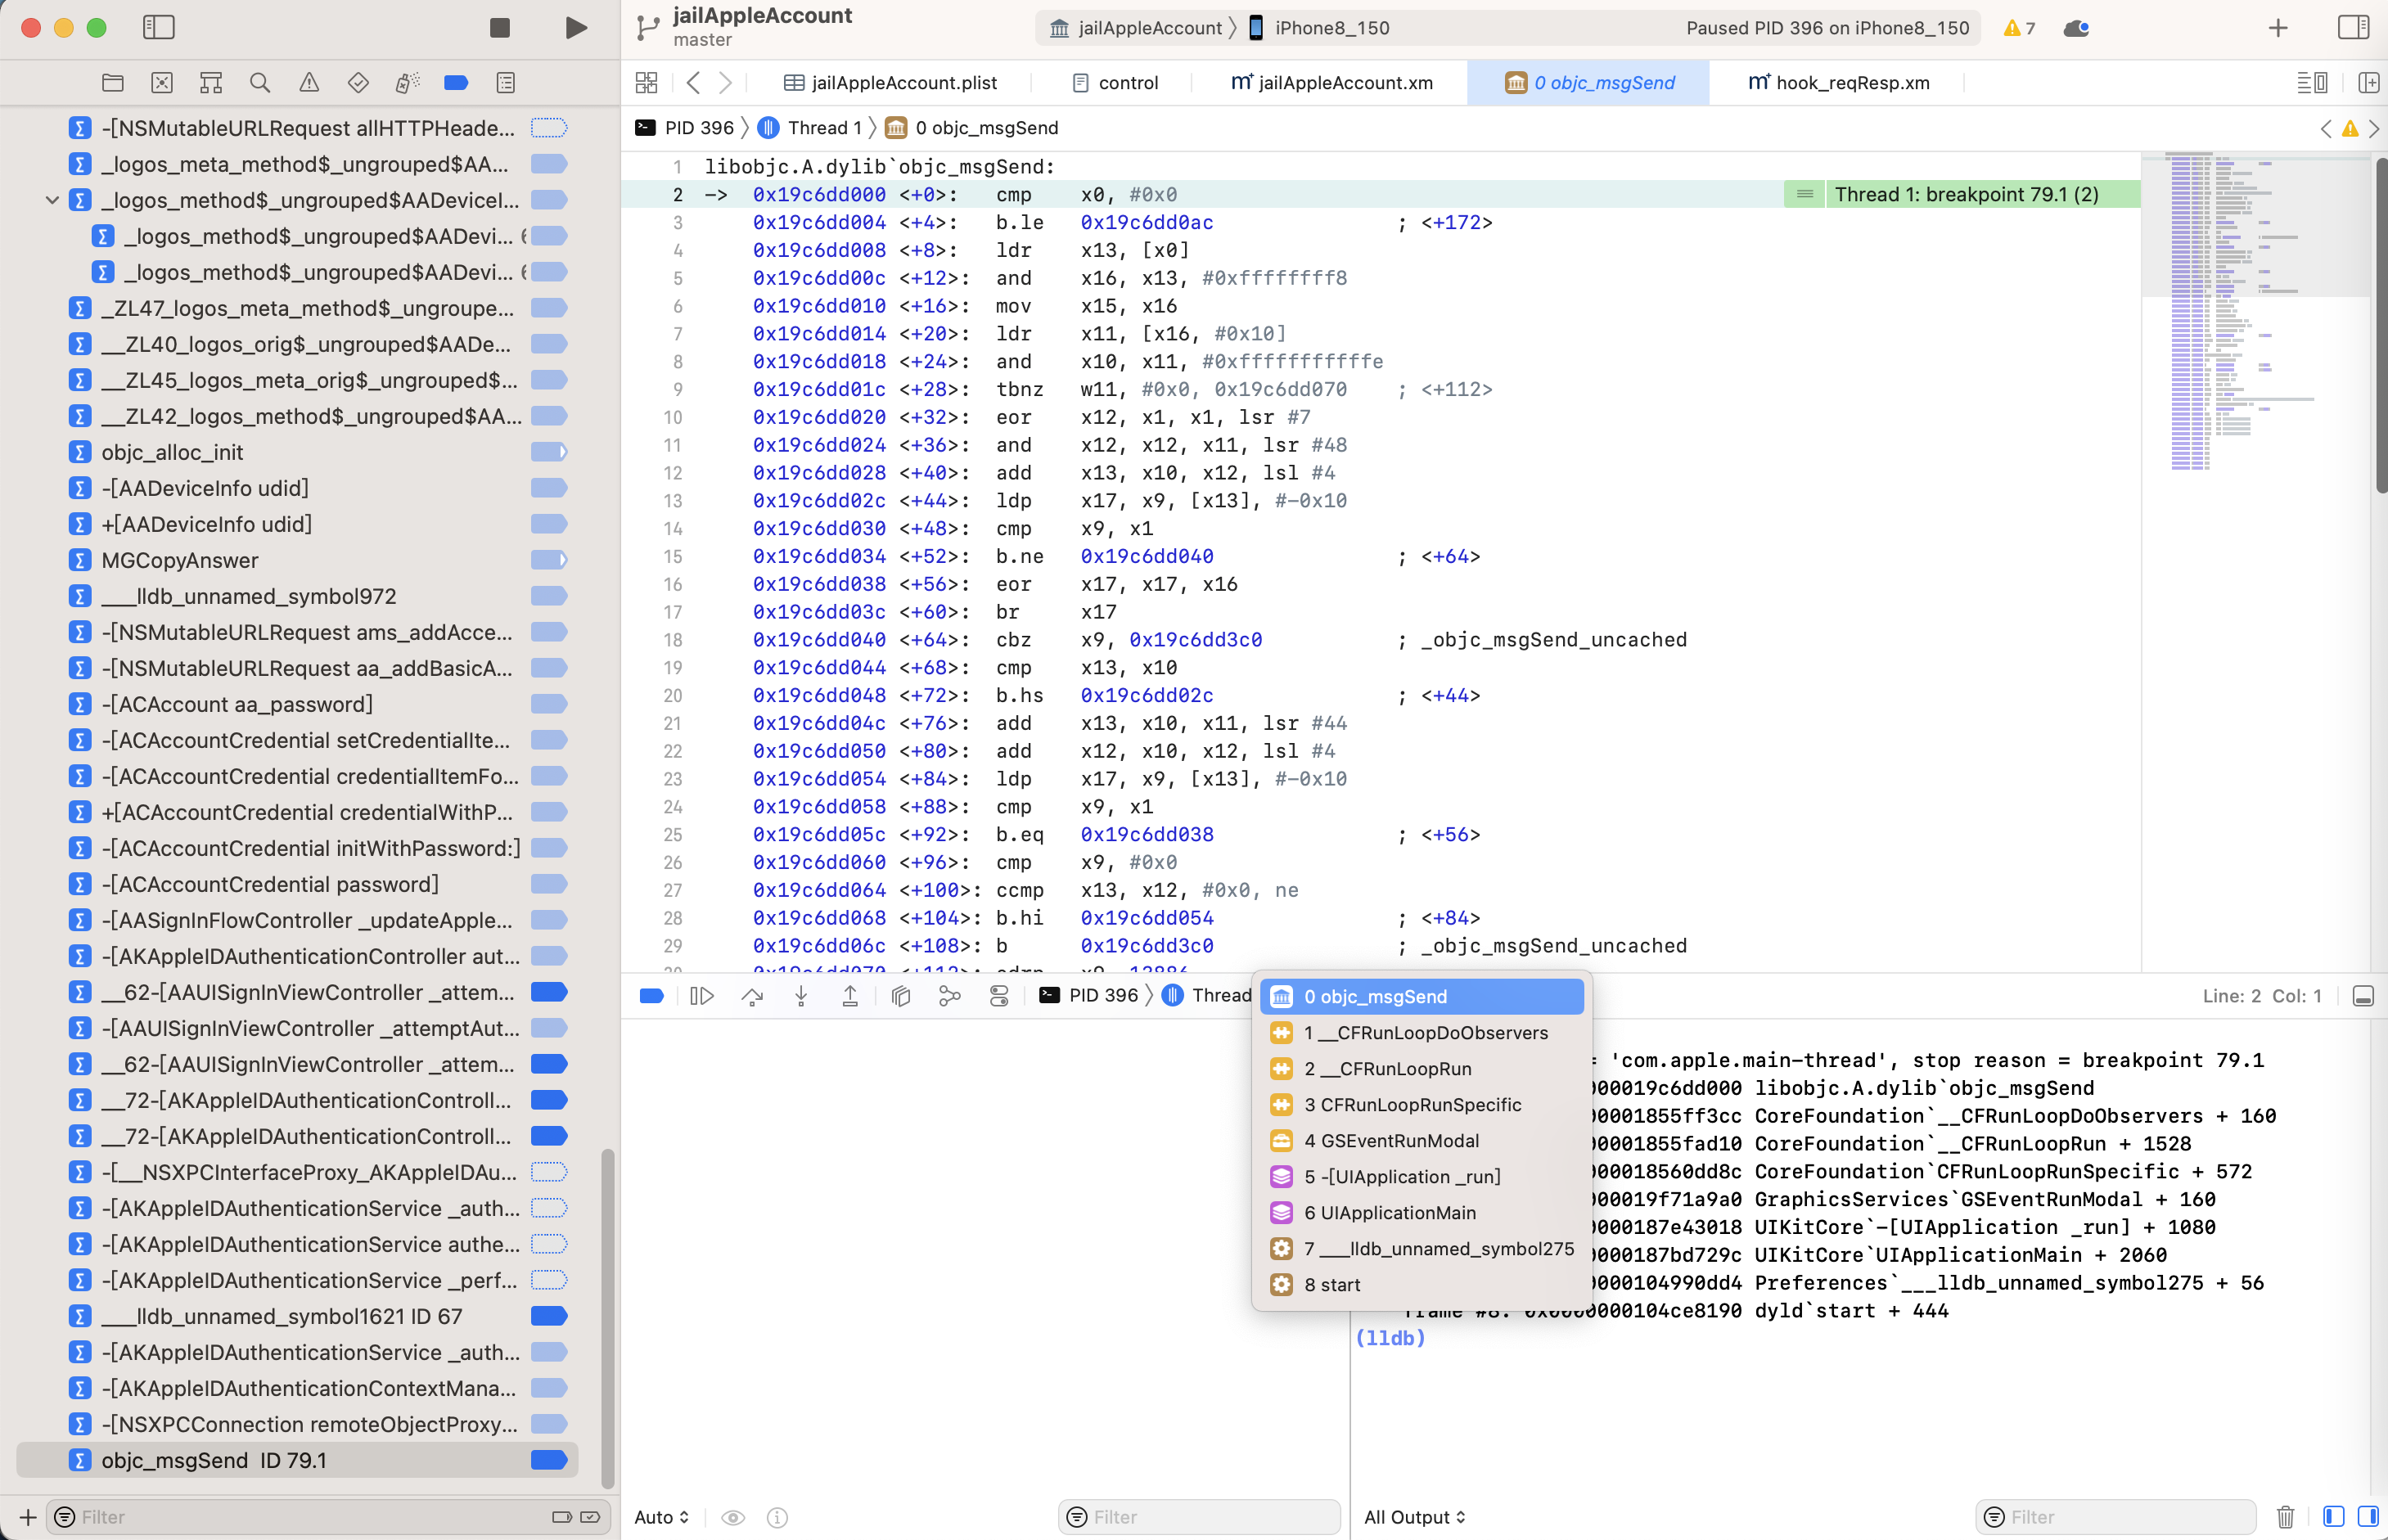 jailAppleAccount
master
jailAppleAccount
iPhone8_150
Paused PID 396 on iPhone8_150
7
jailAppleAccount.plist
control
jailAppleAccount.xm
0 objc_msgSend
hook_reqResp.xm
PID 396
Thread 1
0 objc_msgSend
-[NSMutableURLRequest allHTTPHeade...
_logos_meta_method$_ungrouped$AA...
_logos_method$_ungrouped$AADeviceI...
_logos_method$_ungrouped$AADevi...
_logos_method$_ungrouped$AADevi...
_ZL47_logos_meta_method$_ungroupe...
__ZL40_logos_orig$_ungrouped$AADe...
__ZL45_logos_meta_orig$_ungrouped$...
__ZL42_logos_method$_ungrouped$AA...
objc_alloc_init
-[AADeviceInfo udid]
+[AADeviceInfo udid]
MGCopyAnswer
___lldb_unnamed_symbol972
-[NSMutableURLRequest ams_addAcce...
-[NSMutableURLRequest aa_addBasicA...
-[ACAccount aa_password]
-[ACAccountCredential setCredentialIte...
-[ACAccountCredential credentialItemFo...
+[ACAccountCredential credentialWithP...
-[ACAccountCredential initWithPassword:]
-[ACAccountCredential password]
-[AASignInFlowController _updateApple...
-[AKAppleIDAuthenticationController aut...
__62-[AAUISignInViewController _attem...
-[AAUISignInViewController _attemptAut...
__62-[AAUISignInViewController _attem...
__72-[AKAppleIDAuthenticationControll...
__72-[AKAppleIDAuthenticationControll...
-[__NSXPCInterfaceProxy_AKAppleIDAu...
-[AKAppleIDAuthenticationService _auth...
-[AKAppleIDAuthenticationService authe...
-[AKAppleIDAuthenticationService _perf...
___lldb_unnamed_symbol1621 ID 67
-[AKAppleIDAuthenticationService _auth...
-[AKAppleIDAuthenticationContextMana...
-[NSXPCConnection remoteObjectProxy...
objc_msgSend ID 79.1
Filter
1 libobjc.A.dylib`objc_msgSend:
2 -> 0x19c6dd000 <+0>: cmp x0, #0x0
Thread 1: breakpoint 79.1 (2)
3 0x19c6dd004 <+4>: b.le 0x19c6dd0ac ; <+172>
4 0x19c6dd008 <+8>: ldr x13, [x0]
5 0x19c6dd00c <+12>: and x16, x13, #0xffffffff8
6 0x19c6dd010 <+16>: mov x15, x16
7 0x19c6dd014 <+20>: ldr x11, [x16, #0x10]
8 0x19c6dd018 <+24>: and x10, x11, #0xfffffffffffe
9 0x19c6dd01c <+28>: tbnz w11, #0x0, 0x19c6dd070 ; <+112>
10 0x19c6dd020 <+32>: eor x12, x1, x1, lsr #7
11 0x19c6dd024 <+36>: and x12, x12, x11, lsr #48
12 0x19c6dd028 <+40>: add x13, x10, x12, lsl #4
13 0x19c6dd02c <+44>: ldp x17, x9, [x13], #-0x10
14 0x19c6dd030 <+48>: cmp x9, x1
15 0x19c6dd034 <+52>: b.ne 0x19c6dd040 ; <+64>
16 0x19c6dd038 <+56>: eor x17, x17, x16
17 0x19c6dd03c <+60>: br x17
18 0x19c6dd040 <+64>: cbz x9, 0x19c6dd3c0 ; _objc_msgSend_uncached
19 0x19c6dd044 <+68>: cmp x13, x10
20 0x19c6dd048 <+72>: b.hs 0x19c6dd02c ; <+44>
21 0x19c6dd04c <+76>: add x13, x10, x11, lsr #44
22 0x19c6dd050 <+80>: add x12, x10, x12, lsl #4
23 0x19c6dd054 <+84>: ldp x17, x9, [x13], #-0x10
24 0x19c6dd058 <+88>: cmp x9, x1
25 0x19c6dd05c <+92>: b.eq 0x19c6dd038 ; <+56>
26 0x19c6dd060 <+96>: cmp x9, #0x0
27 0x19c6dd064 <+100>: ccmp x13, x12, #0x0, ne
28 0x19c6dd068 <+104>: b.hi 0x19c6dd054 ; <+84>
29 0x19c6dd06c <+108>: b 0x19c6dd3c0 ; _objc_msgSend_uncached
PID 396
Thread
Line: 2 Col: 1
0 objc_msgSend
1 __CFRunLoopDoObservers
2 __CFRunLoopRun
3 CFRunLoopRunSpecific
4 GSEventRunModal
5 -[UIApplication _run]
6 UIApplicationMain
7 ___lldb_unnamed_symbol275
8 start
'com.apple.main-thread', stop reason = breakpoint 79.1
000019c6dd000 libobjc.A.dylib`objc_msgSend
00001855ff3cc CoreFoundation`__CFRunLoopDoObservers + 160
00001855fad10 CoreFoundation`__CFRunLoopRun + 1528
000018560dd8c CoreFoundation`CFRunLoopRunSpecific + 572
000019f71a9a0 GraphicsServices`GSEventRunModal + 160
0000187e43018 UIKitCore`-[UIApplication _run] + 1080
0000187bd729c UIKitCore`UIApplicationMain + 2060
0000104990dd4 Preferences`___lldb_unnamed_symbol275 + 56
frame #8: 0x0000000104ce8190 dyld`start + 444
(lldb)
Auto
Filter
All Output
Filter